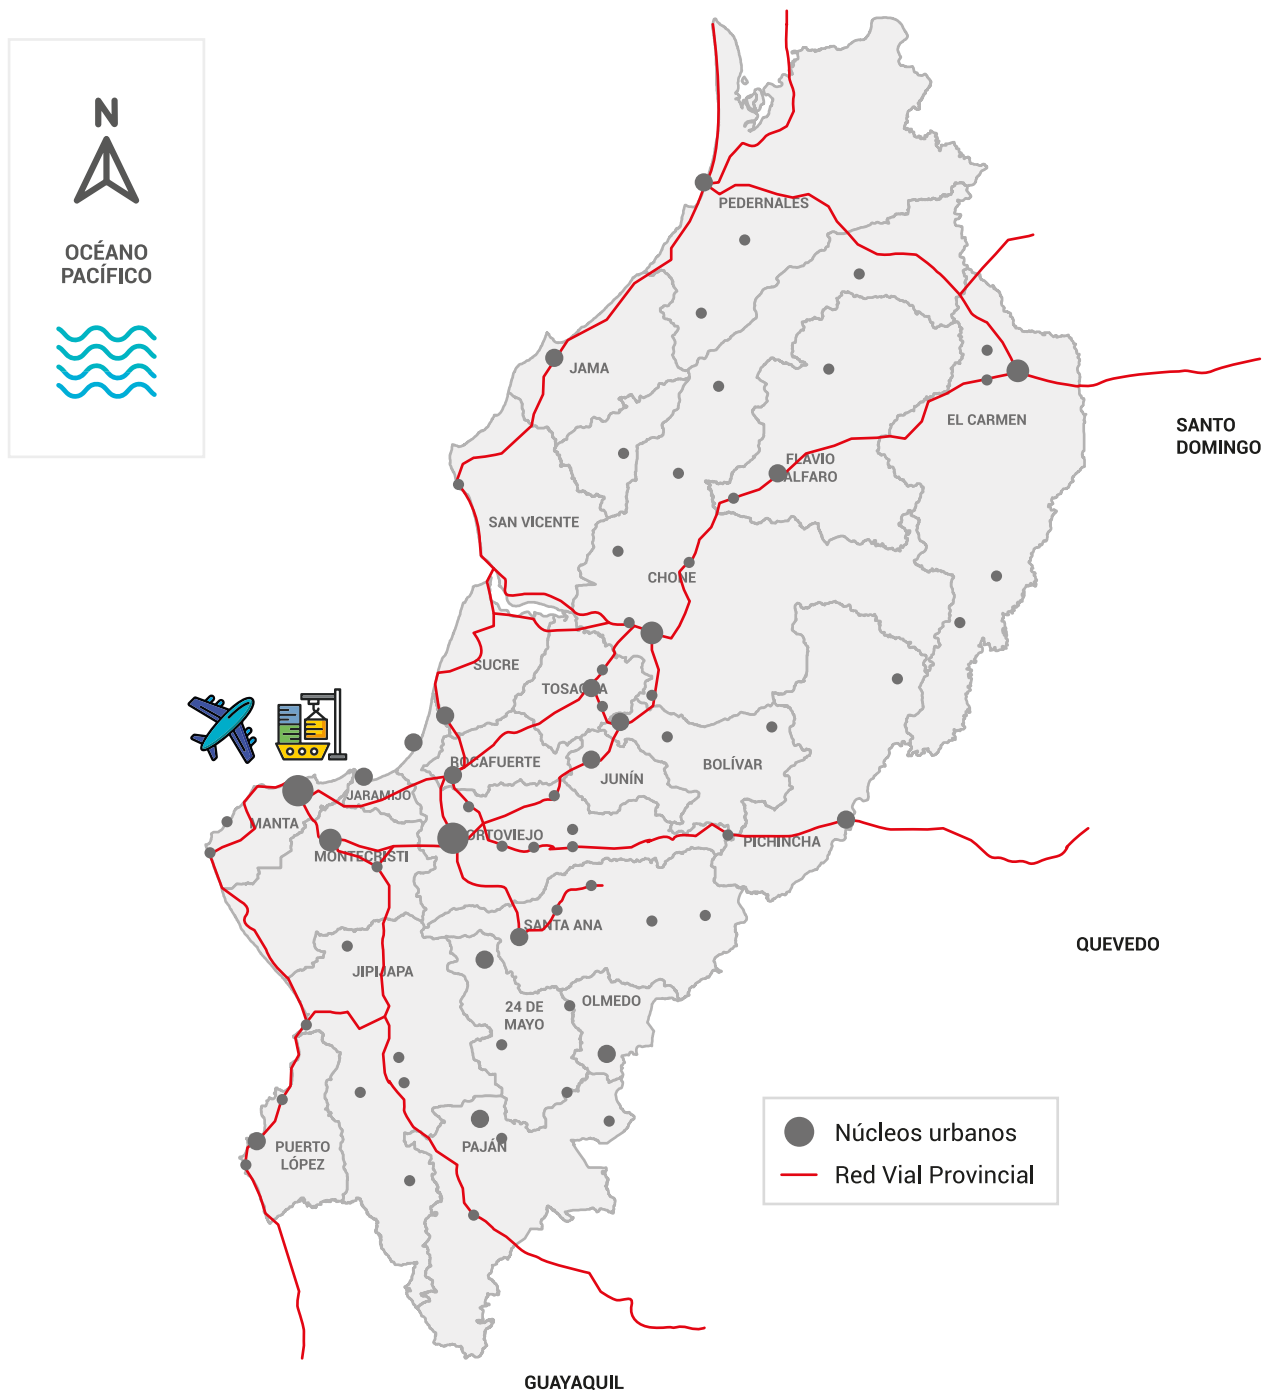 N
OCÉANO
PACÍFICO
PEDERNALES
JAMA
EL CARMEN
SANTO
DOMINGO
FLAVIO
ALFARO
SAN VICENTE
CHONE
SUCRE
TOSAGUA
ROCAFUERTE
JUNÍN
BOLÍVAR
JARAMIJÓ
MANTA
PORTOVIEJO
MONTECRISTI
PICHINCHA
SANTA ANA
QUEVEDO
JIPIJAPA
24 DE
MAYO
OLMEDO
PUERTO
LÓPEZ
PAJÁN
Núcleos urbanos
Red Vial Provincial
GUAYAQUIL